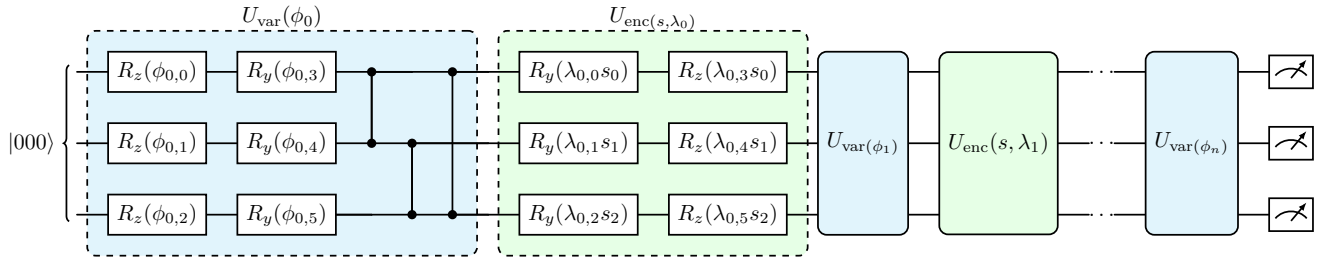 U_var(ϕ_0) U_enc(s,λ_0)
R_z(ϕ_{0,0}) R_y(ϕ_{0,3}) R_y(λ_{0,0}s_0) R_z(λ_{0,3}s_0)
|000⟩ R_z(ϕ_{0,1}) R_y(ϕ_{0,4}) R_y(λ_{0,1}s_1) R_z(λ_{0,4}s_1) U_var(ϕ_1) U_enc(s, λ_1) U_var(ϕ_n)
R_z(ϕ_{0,2}) R_y(ϕ_{0,5}) R_y(λ_{0,2}s_2) R_z(λ_{0,5}s_2)